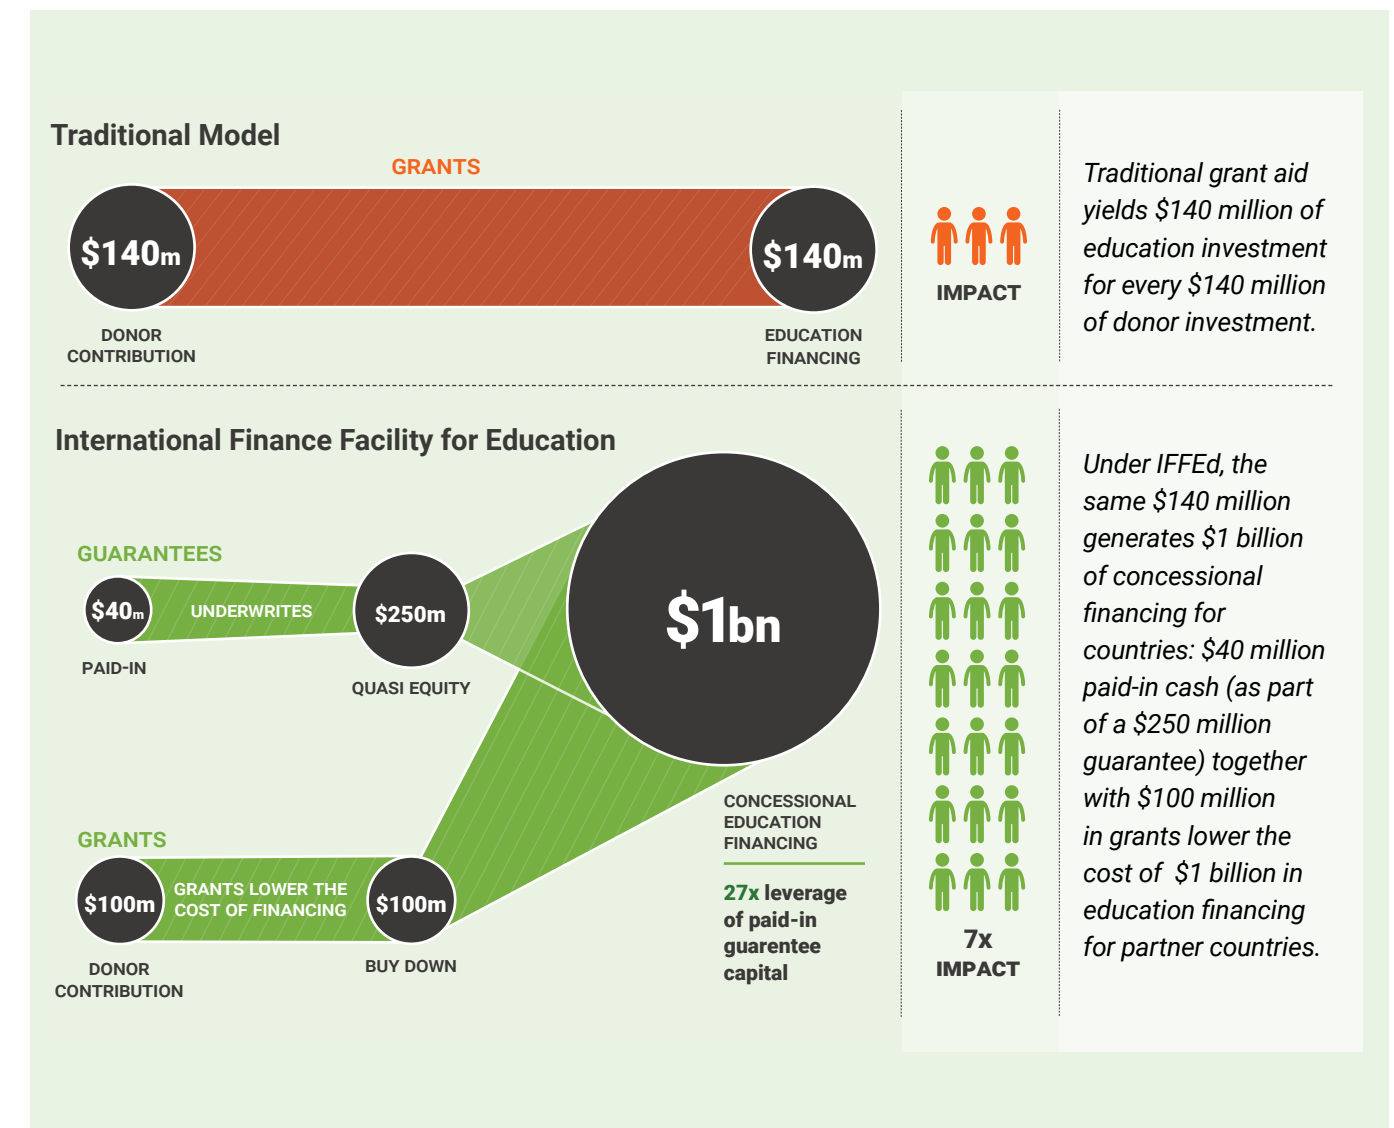 Traditional Model
GRANTS
$140m
$140m
DONOR
CONTRIBUTION
EDUCATION
FINANCING
IMPACT
Traditional grant aid
yields $140 million of
education investment
for every $140 million
of donor investment.
International Finance Facility for Education
GUARANTEES
$40m
UNDERWRITES
$250m
$1bn
PAID-IN
QUASI EQUITY
GRANTS
$100m
GRANTS LOWER THE
COST OF FINANCING
$100m
DONOR
CONTRIBUTION
BUY DOWN
CONCESSIONAL
EDUCATION
FINANCING
27x leverage
of paid-in
guarentee
capital
7x
IMPACT
Under IFFEd, the
same $140 million
generates $1 billion
of concessional
financing for
countries: $40 million
paid-in cash (as part
of a $250 million
guarantee) together
with $100 million
in grants lower the
cost of $1 billion in
education financing
for partner countries.